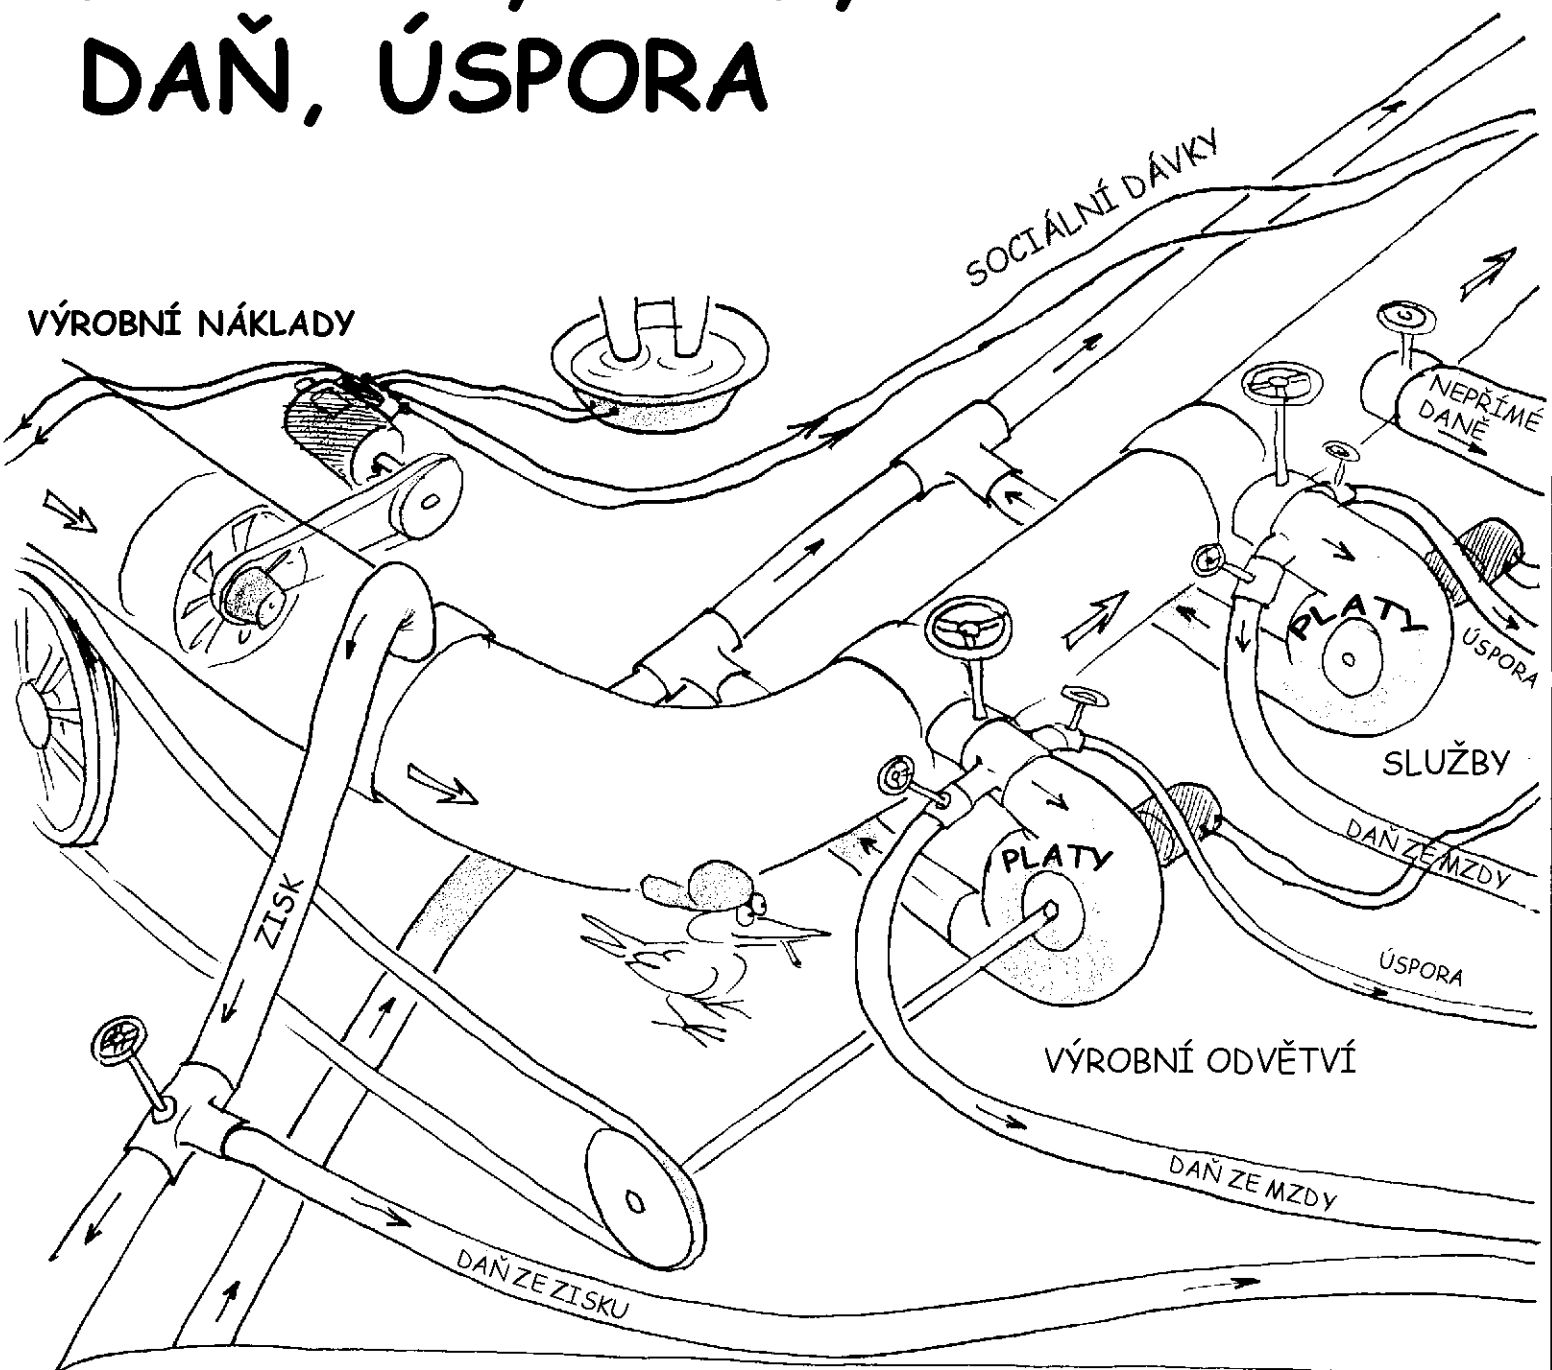 DAŇ, ÚSPORA
SOCIÁLNÍ DÁVKY
VÝROBNÍ NÁKLADY
NEPŘÍMÉ
DANĚ
PLATY
ÚSPORA
SLUŽBY
DAŇ ZE MZDY
PLATY
ZISK
ÚSPORA
VÝROBNÍ ODVĚTVÍ
DAŇ ZE MZDY
DAŇ ZE ZISKU